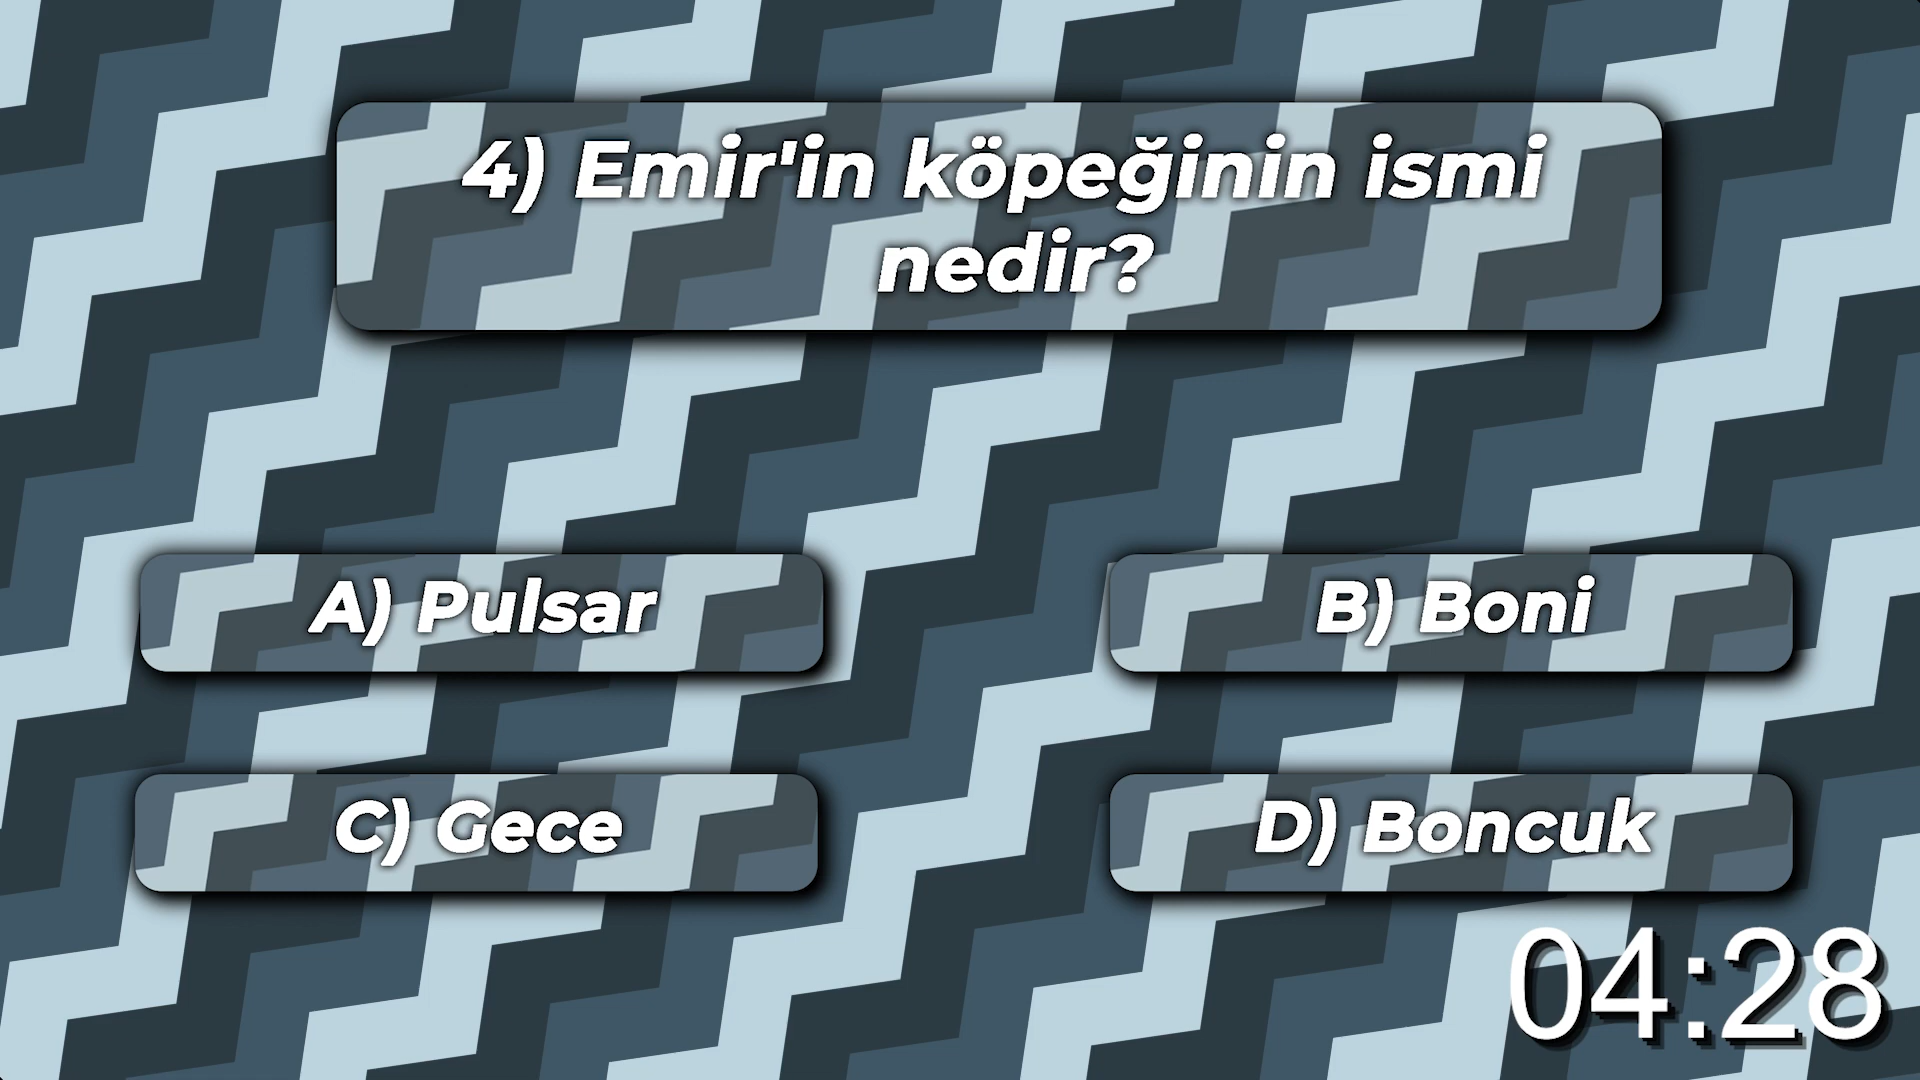 4) Emir'in köpeğinin ismi
nedir?
A) Pulsar
B) Boni
C) Gece
D) Boncuk
04:28